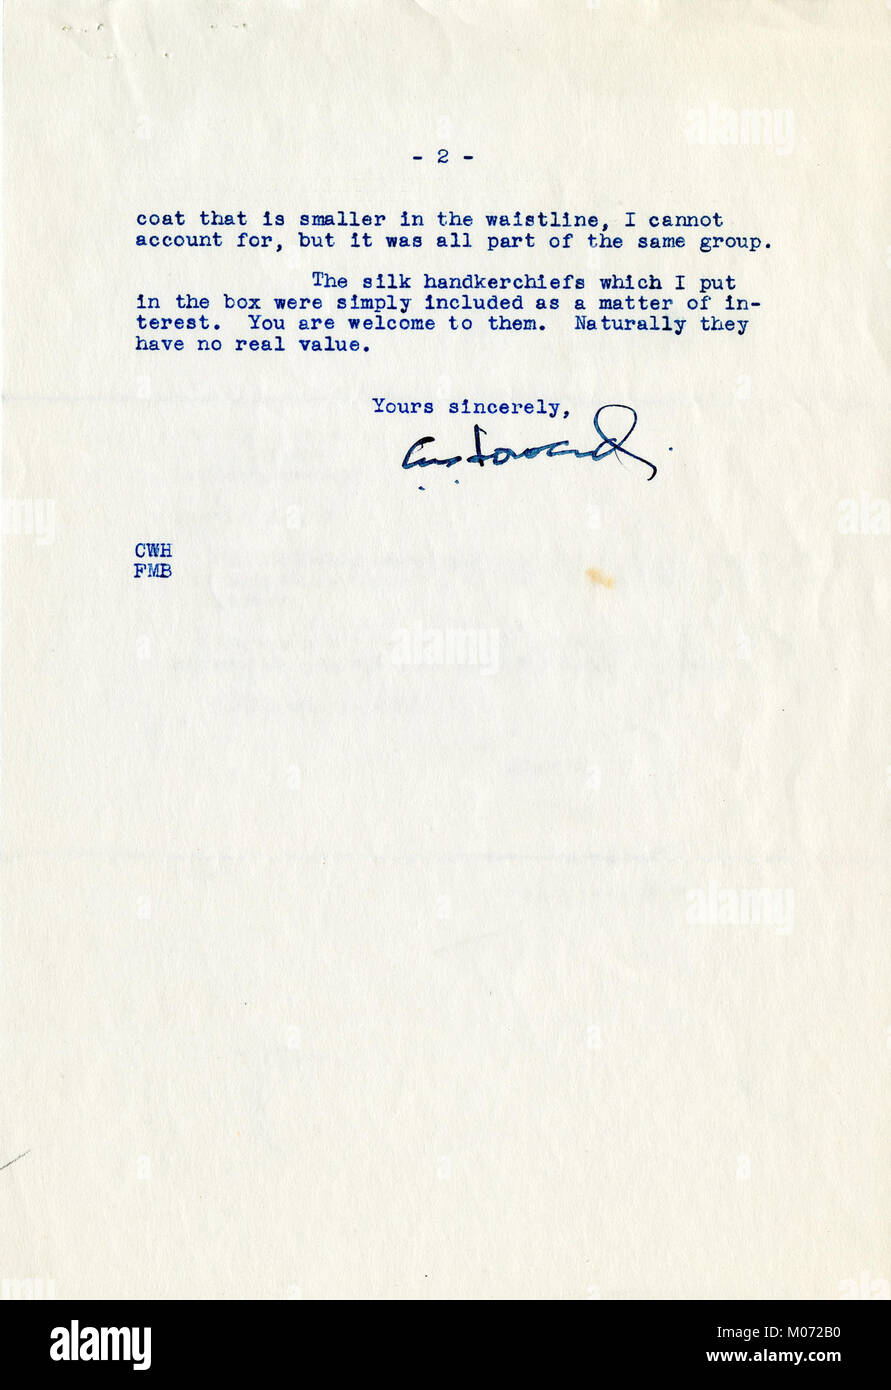 - 2 -
coat that is smaller in the waistline, I cannot
account for, but it was all part of the same group.
The silk handkerchiefs which I put
in the box were simply included as a matter of in-
terest. You are welcome to them. Naturally they
have no real value.
Yours sincerely,
CWH
FMB
alamy
Image ID: M072B0
www.alamy.com